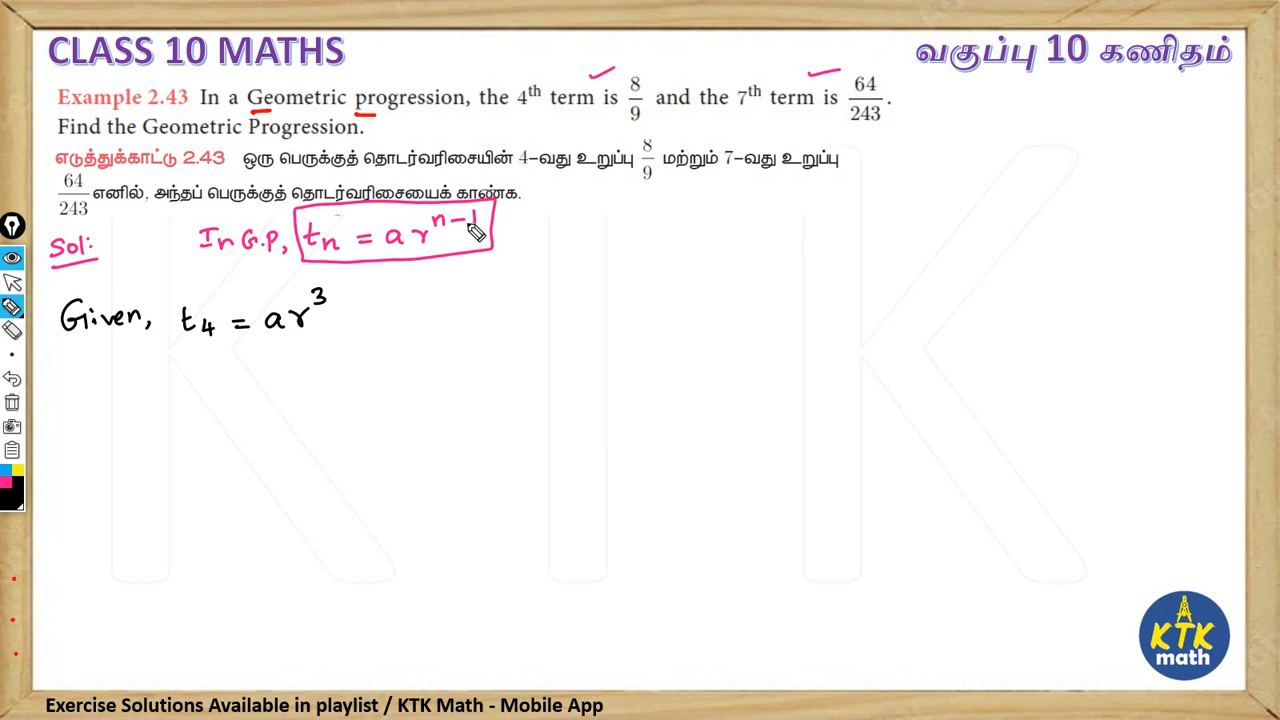 CLASS 10 MATHS
வகுப்பு 10 கணிதம்
Example 2.43 In a Geometric progression, the 4th term is 8/9 and the 7th term is 64/243.
Find the Geometric Progression.
எடுத்துக்காட்டு 2.43 ஒரு பெருக்குத் தொடர்வரிசையின் 4-வது உறுப்பு 8/9 மற்றும் 7-வது உறுப்பு
64/243 எனில், அந்தப் பெருக்குத் தொடர்வரிசையைக் காண்க.
Sol: In G.P, tn = ar^n-1
Given, t4 = ar^3
KTK
math
Exercise Solutions Available in playlist / KTK Math - Mobile App